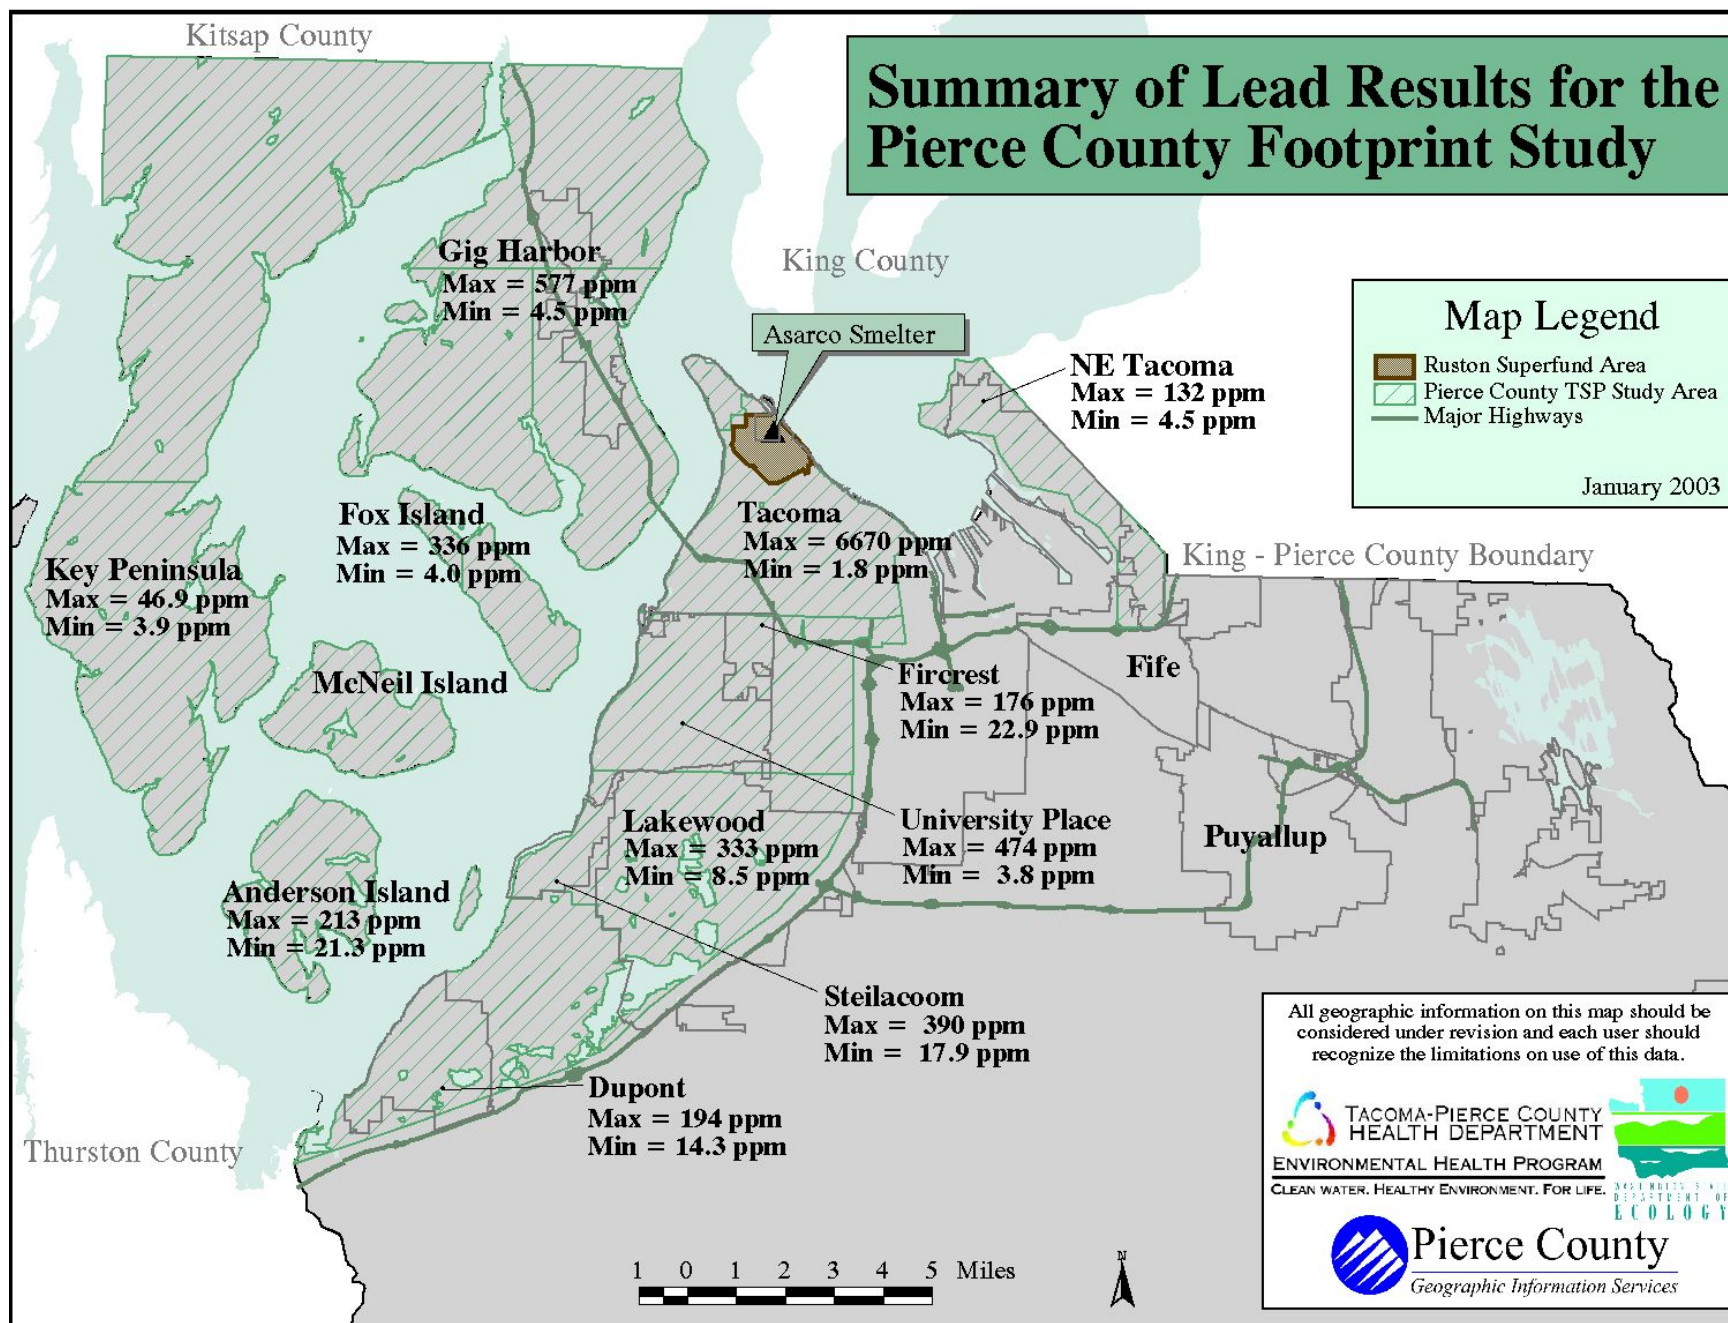 Kitsap County
Summary of Lead Results for the
Pierce County Footprint Study
Gig Harbor
Max = 577 ppm
Min = 4.5 ppm
King County
Asarco Smelter
NE Tacoma
Max = 132 ppm
Min = 4.5 ppm
Map Legend
Ruston Superfund Area
Pierce County TSP Study Area
Major Highways
January 2003
Fox Island
Max = 336 ppm
Min = 4.0 ppm
Tacoma
Max = 6670 ppm
Min = 1.8 ppm
King - Pierce County Boundary
Key Peninsula
Max = 46.9 ppm
Min = 3.9 ppm
McNeil Island
Fircrest
Max = 176 ppm
Min = 22.9 ppm
Fife
Lakewood
Max = 333 ppm
Min = 8.5 ppm
University Place
Max = 474 ppm
Min = 3.8 ppm
Puyallup
Anderson Island
Max = 213 ppm
Min = 21.3 ppm
Steilacoom
Max = 390 ppm
Min = 17.9 ppm
Dupont
Max = 194 ppm
Min = 14.3 ppm
Thurston County
All geographic information on this map should be
considered under revision and each user should
recognize the limitations on use of this data.
TACOMA-PIERCE COUNTY
HEALTH DEPARTMENT
ENVIRONMENTAL HEALTH PROGRAM
CLEAN WATER. HEALTHY ENVIRONMENT. FOR LIFE.
WASHINGTON STATE
DEPARTMENT OF
ECOLOGY
Pierce County
Geographic Information Services
1 0 1 2 3 4 5 Miles
N